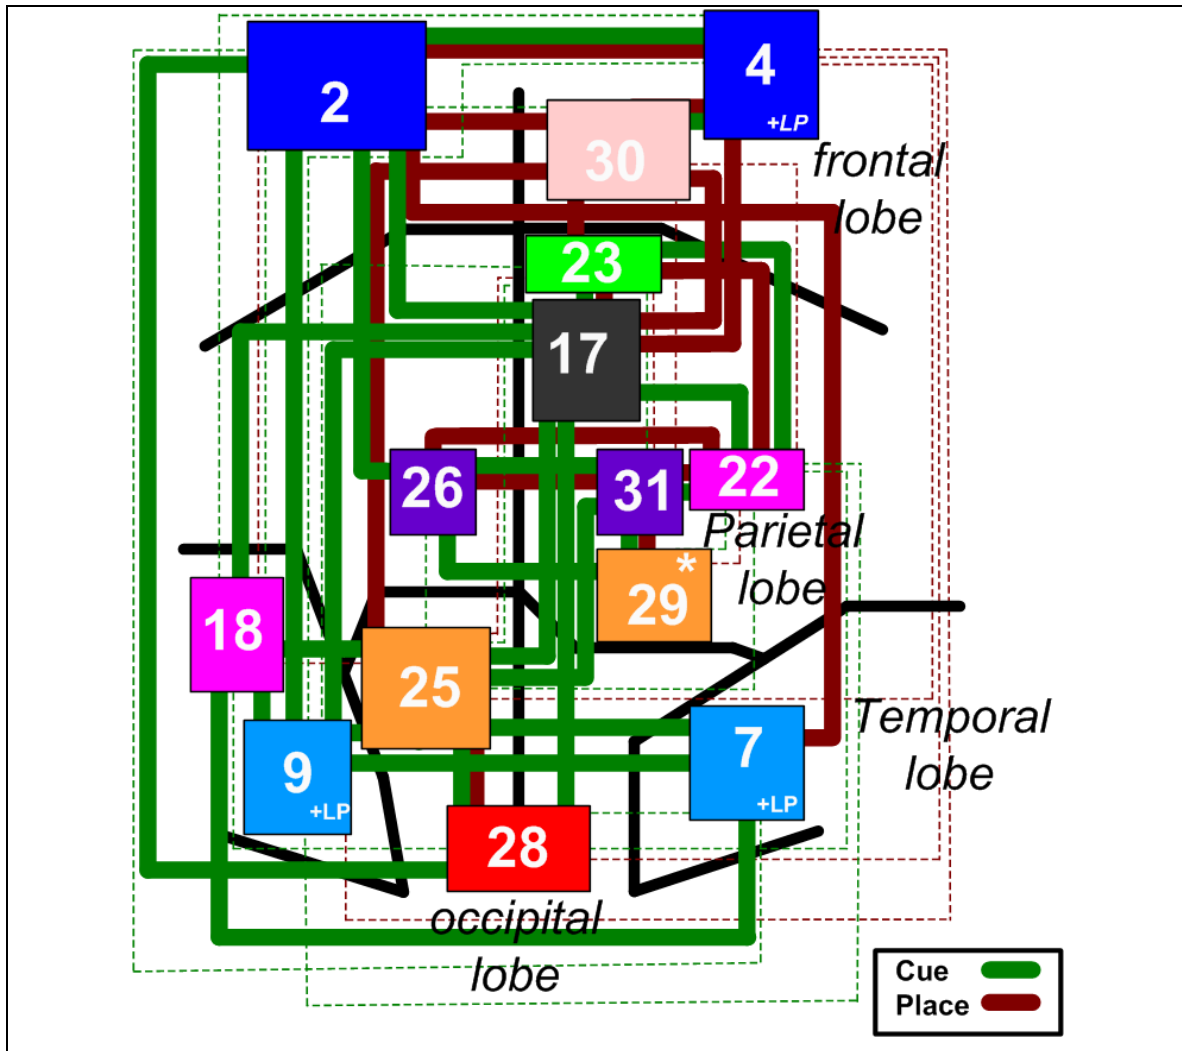 2
4
+LP
30
frontal
lobe
23
17
26
31
22
Parietal
lobe
*
29
18
25
Temporal
lobe
9
+LP
7
+LP
28
occipital
lobe
Cue
Place